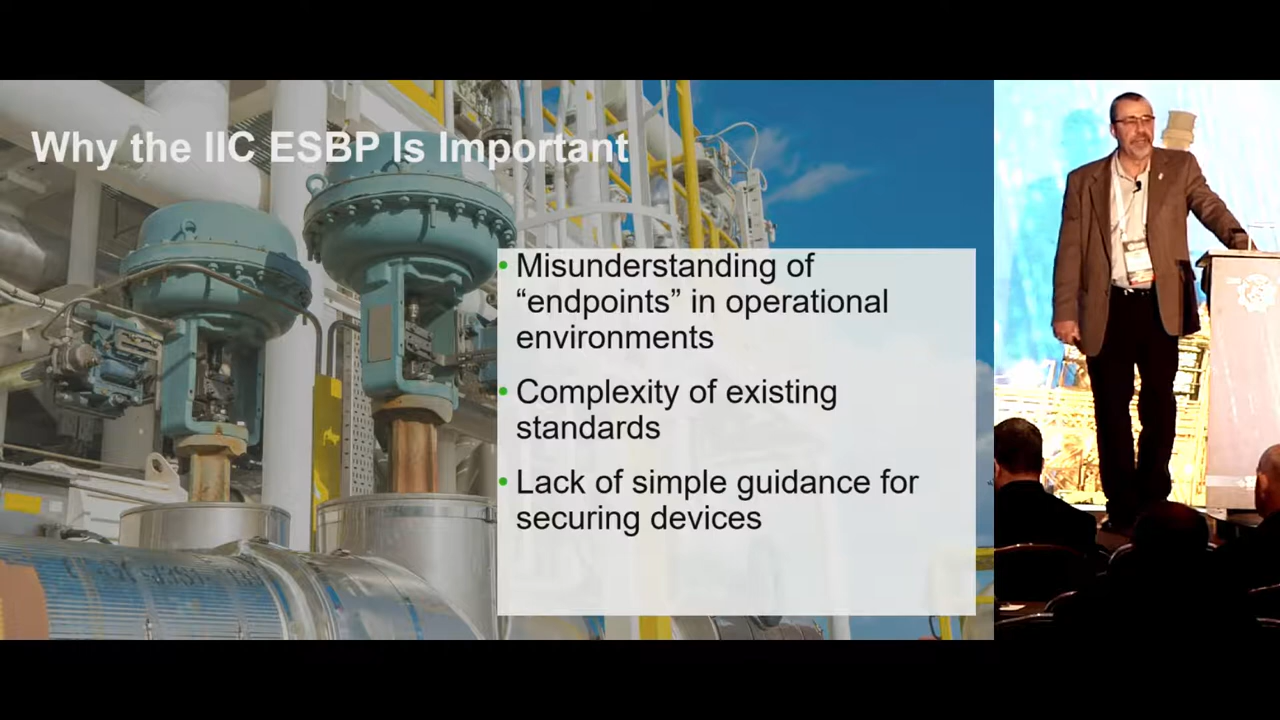 Why the IIC ESBP Is Important
• Misunderstanding of
“endpoints” in operational
environments
• Complexity of existing
standards
• Lack of simple guidance for
securing devices